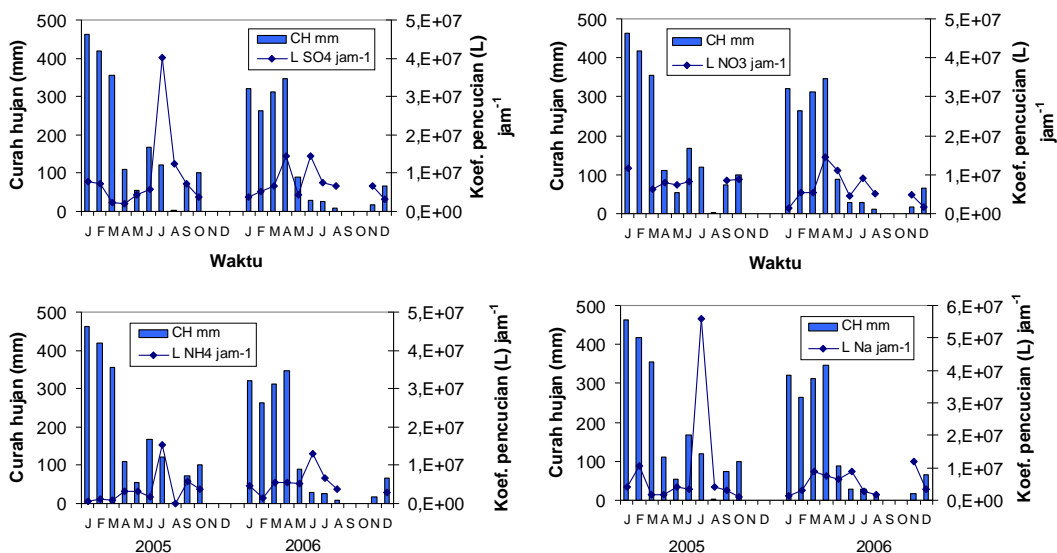 500
400
300
200
100
0
J F M A M J J A S O N D
J F M A M J J A S O N D
0,E+00
1,E+07
2,E+07
3,E+07
4,E+07
5,E+07
Curah hujan (mm)
Koef. pencucian (L)
jam-1
Waktu
CH mm
L SO4 jam-1
500
400
300
200
100
0
J F M A M J J A S O N D
J F M A M J J A S O N D
0,E+00
1,E+07
2,E+07
3,E+07
4,E+07
5,E+07
Curah hujan (mm)
Koef. pencucian (L)
jam-1
Waktu
CH mm
L NO3 jam-1
500
400
300
200
100
0
J F M A M J J A S O N D
J F M A M J J A S O N D
2005
2006
0,E+00
1,E+07
2,E+07
3,E+07
4,E+07
5,E+07
Curah hujan (mm)
Koef. pencucian (L) jam-1
CH mm
L NH4 jam-1
500
400
300
200
100
0
J F M A M J J A S O N D
J F M A M J J A S O N D
2005
2006
0,E+00
1,E+07
2,E+07
3,E+07
4,E+07
5,E+07
6,E+07
Curah hujan (mm)
Koef. pencucian (L) jam-1
CH mm
L Na jam-1